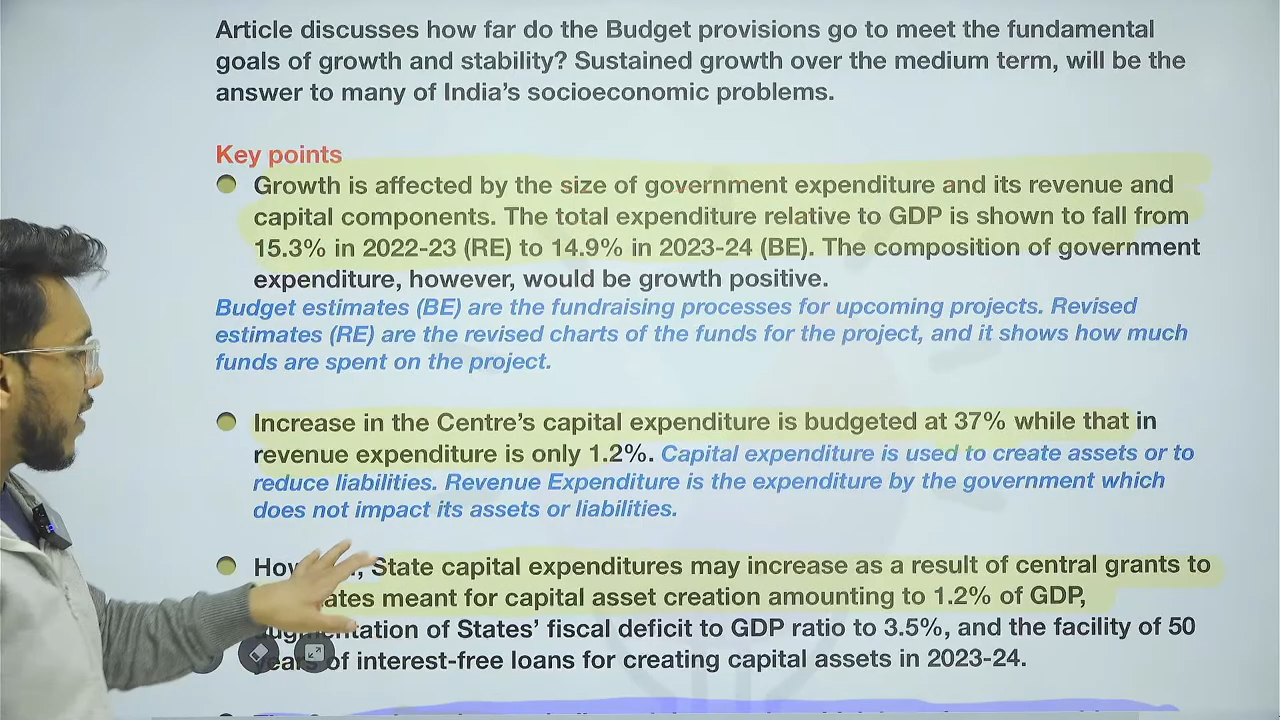 Article discusses how far do the Budget provisions go to meet the fundamental
goals of growth and stability? Sustained growth over the medium term, will be the
answer to many of India's socioeconomic problems.
Key points
Growth is affected by the size of government expenditure and its revenue and
capital components. The total expenditure relative to GDP is shown to fall from
15.3% in 2022-23 (RE) to 14.9% in 2023-24 (BE). The composition of government
expenditure, however, would be growth positive.
Budget estimates (BE) are the fundraising processes for upcoming projects. Revised
estimates (RE) are the revised charts of the funds for the project, and it shows how much
funds are spent on the project.
Increase in the Centre's capital expenditure is budgeted at 37% while that in
revenue expenditure is only 1.2%. Capital expenditure is used to create assets or to
reduce liabilities. Revenue Expenditure is the expenditure by the government which
does not impact its assets or liabilities.
State capital expenditures may increase as a result of central grants to
meant for capital asset creation amounting to 1.2% of GDP,
augmentation of States' fiscal deficit to GDP ratio to 3.5%, and the facility of 50
years of interest-free loans for creating capital assets in 2023-24.